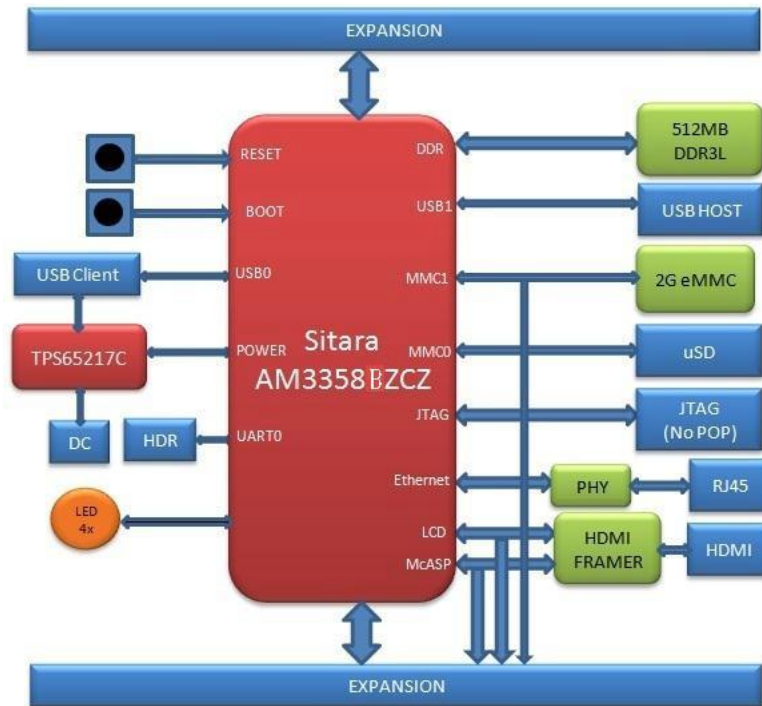 EXPANSION
RESET
DDR
512MB
DDR3L
BOOT
USB1
USB HOST
USB Client
USB0
MMC1
2G eMMC
TPS65217C
POWER
Sitara
AM3358BZCZ
MMC0
uSD
JTAG
JTAG
(No POP)
DC
HDR
UART0
Ethernet
PHY
RJ45
LED
4x
LCD
McASP
HDMI
FRAMER
HDMI
EXPANSION